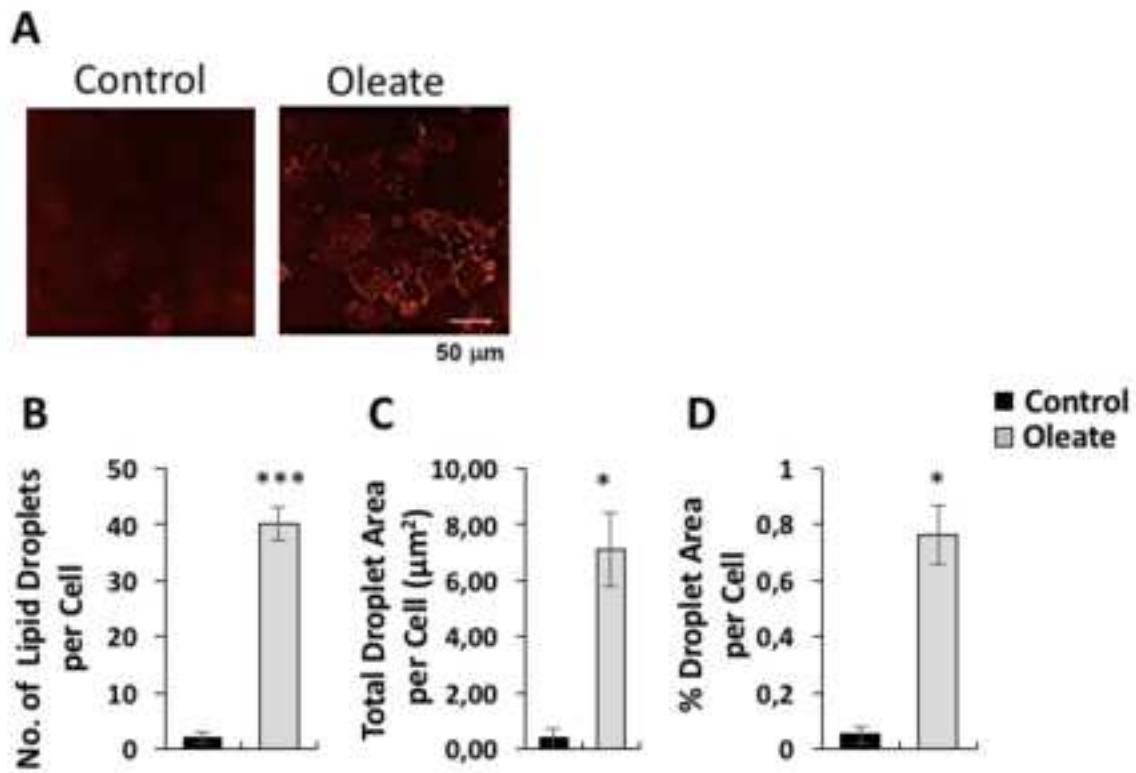 A
Control
Oleate
50 μm
Control
Oleate
B
No. of Lipid Droplets
per Cell
50
40
30
20
10
0
***
C
Total Droplet Area
per Cell (μm²)
10,00
8,00
6,00
4,00
2,00
0,00
*
D
% Droplet Area
per Cell
1
0,8
0,6
0,4
0,2
0
*